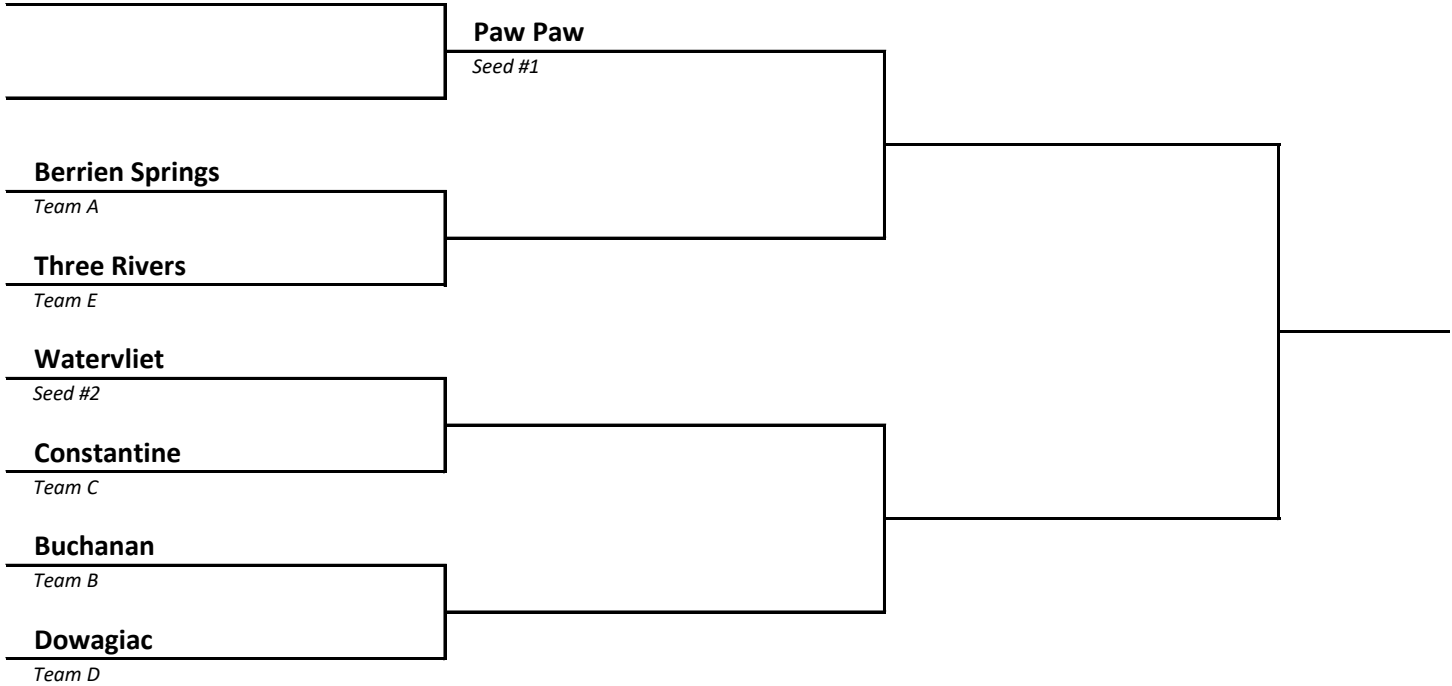 Paw Paw
Seed #1
Berrien Springs
Team A
Three Rivers
Team E
Watervliet
Seed #2
Constantine
Team C
Buchanan
Team B
Dowagiac
Team D